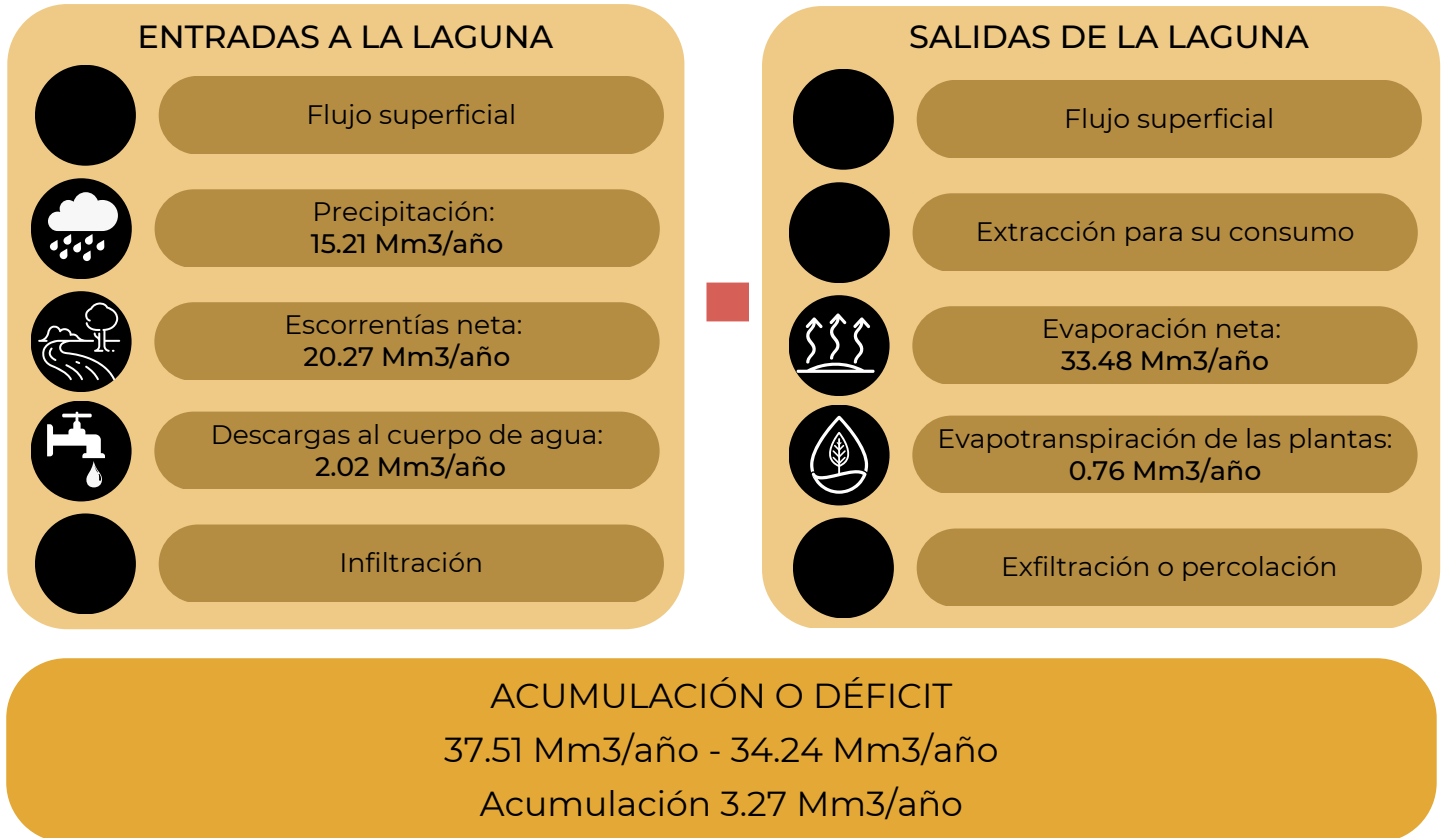 ENTRADAS A LA LAGUNA
Flujo superficial
Precipitación:
15.21 Mm3/año
Escorrentías neta:
20.27 Mm3/año
Descargas al cuerpo de agua:
2.02 Mm3/año
Infiltración
SALIDAS DE LA LAGUNA
Flujo superficial
Extracción para su consumo
Evaporación neta:
33.48 Mm3/año
Evapotranspiración de las plantas:
0.76 Mm3/año
Exfiltración o percolación
ACUMULACIÓN O DÉFICIT
37.51 Mm3/año - 34.24 Mm3/año
Acumulación 3.27 Mm3/año